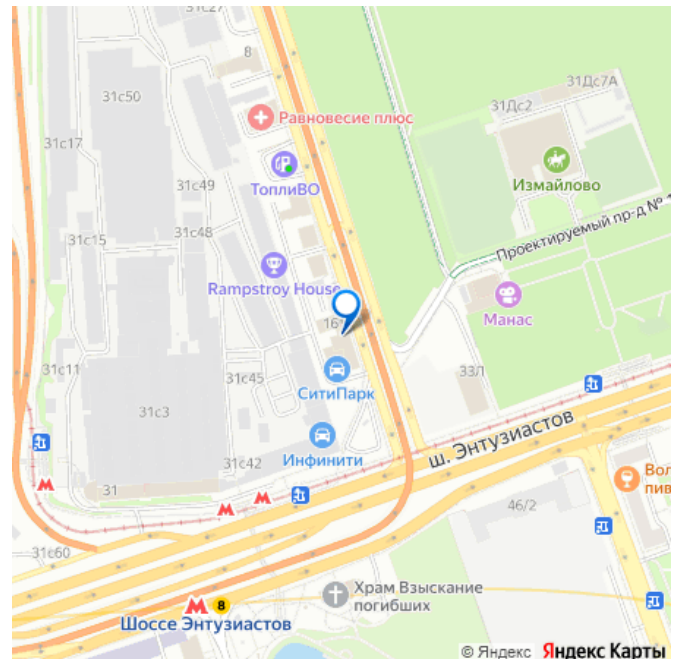 31с27
8
31с50
31Дс2
31Дс7А
Равновесие плюс
31с17
Измайлово
ТоплиВО
31с49
31с48
31с15
Проектируемый пр-д № 1
Rampstroy House
Манас
16
31с11
31с45
33Л
СитиПарк
31с3
ш. Энтузиастов
Инфинити
31с42
Вол
пив
31
46/2
31с60
Храм Взыскание
погибших
8
Шоссе Энтузиастов
© Яндекс Яндекс Карты